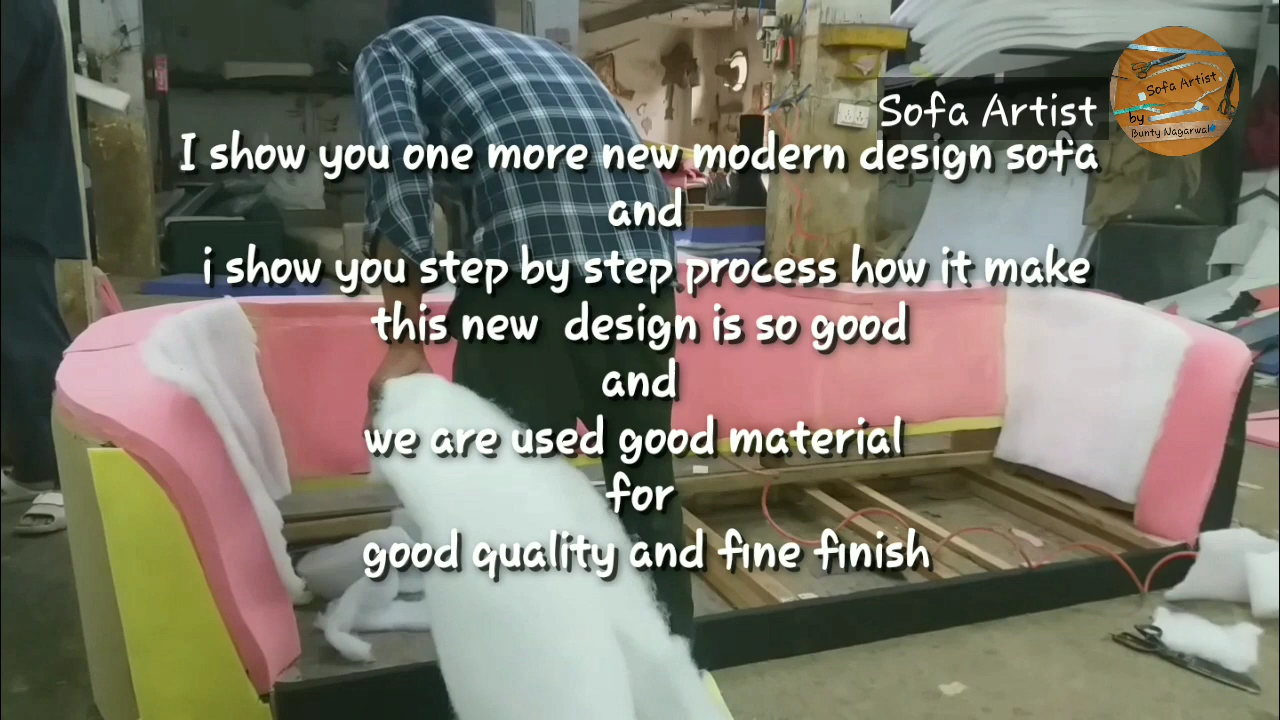 Sofa Artist
Sofa Artist
by
Bunty Nagarwal
I show you one more new modern design sofa
and
i show you step by step process how it make
this new design is so good
and
we are used good material
for
good quality and fine finish